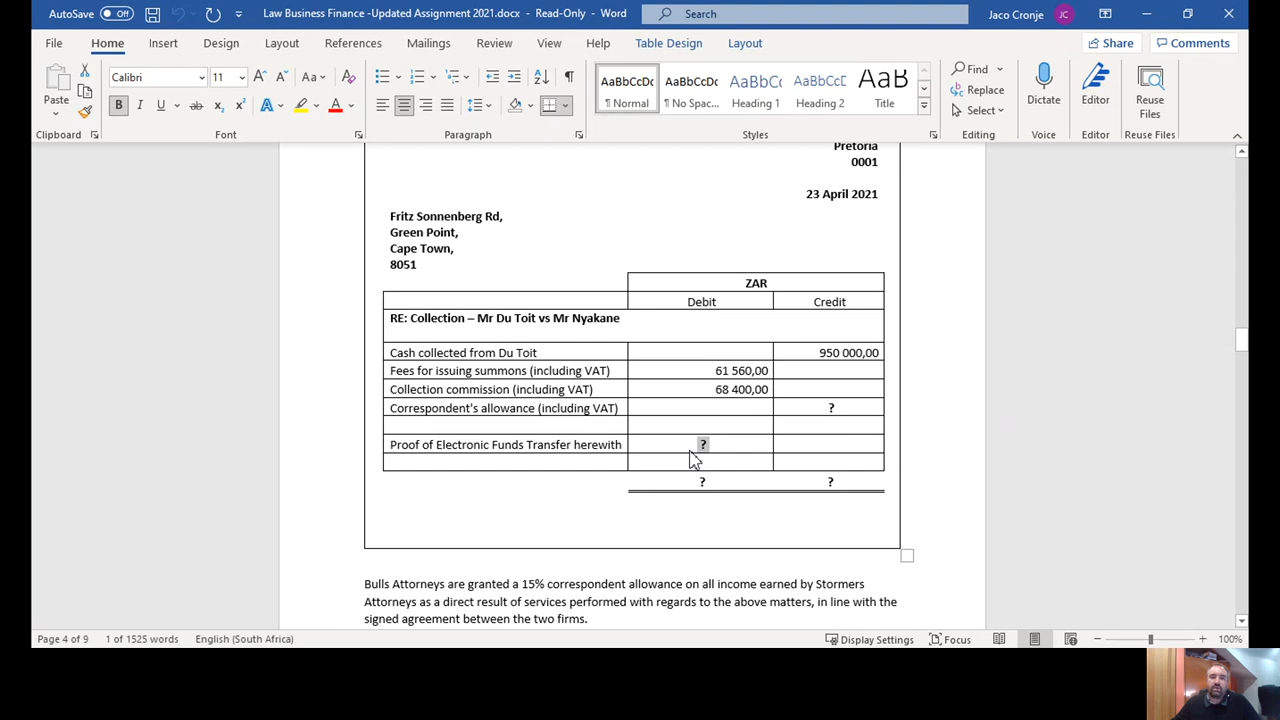 AutoSave Off Law Business Finance -Updated Assignment 2021.docx - Read-Only - Word Search Jaco Cronje JC
File Home Insert Design Layout References Mailings Review View Help Table Design Layout Share Comments
Paste Calibri 11 Aa AaBbCcDc AaBbCcDc AaBbCc AaBbCcD AaB Find Replace Select Dictate Editor Reuse Files
B I U ab x₂ x² A A ¶ Normal ¶ No Spac... Heading 1 Heading 2 Title
Clipboard Font Paragraph Styles Editing Voice Editor Reuse Files
Pretoria
0001
23 April 2021
Fritz Sonnenberg Rd,
Green Point,
Cape Town,
8051
ZAR
Debit Credit
RE: Collection – Mr Du Toit vs Mr Nyakane
Cash collected from Du Toit 950 000,00
Fees for issuing summons (including VAT) 61 560,00
Collection commission (including VAT) 68 400,00
Correspondent's allowance (including VAT) ?
Proof of Electronic Funds Transfer herewith ?
? ?
Bulls Attorneys are granted a 15% correspondent allowance on all income earned by Stormers
Attorneys as a direct result of services performed with regards to the above matters, in line with the
signed agreement between the two firms.
Page 4 of 9 1 of 1525 words English (South Africa) Display Settings Focus 100%